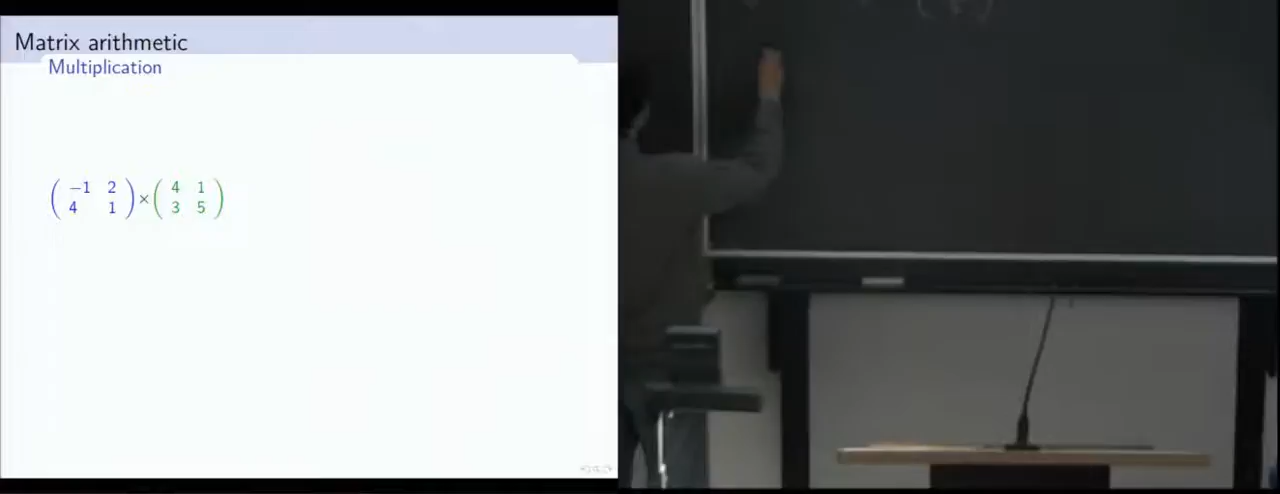 Matrix arithmetic
Multiplication
( −1 2 ) × ( 4 1 )
( 4 1 ) ( 3 5 )